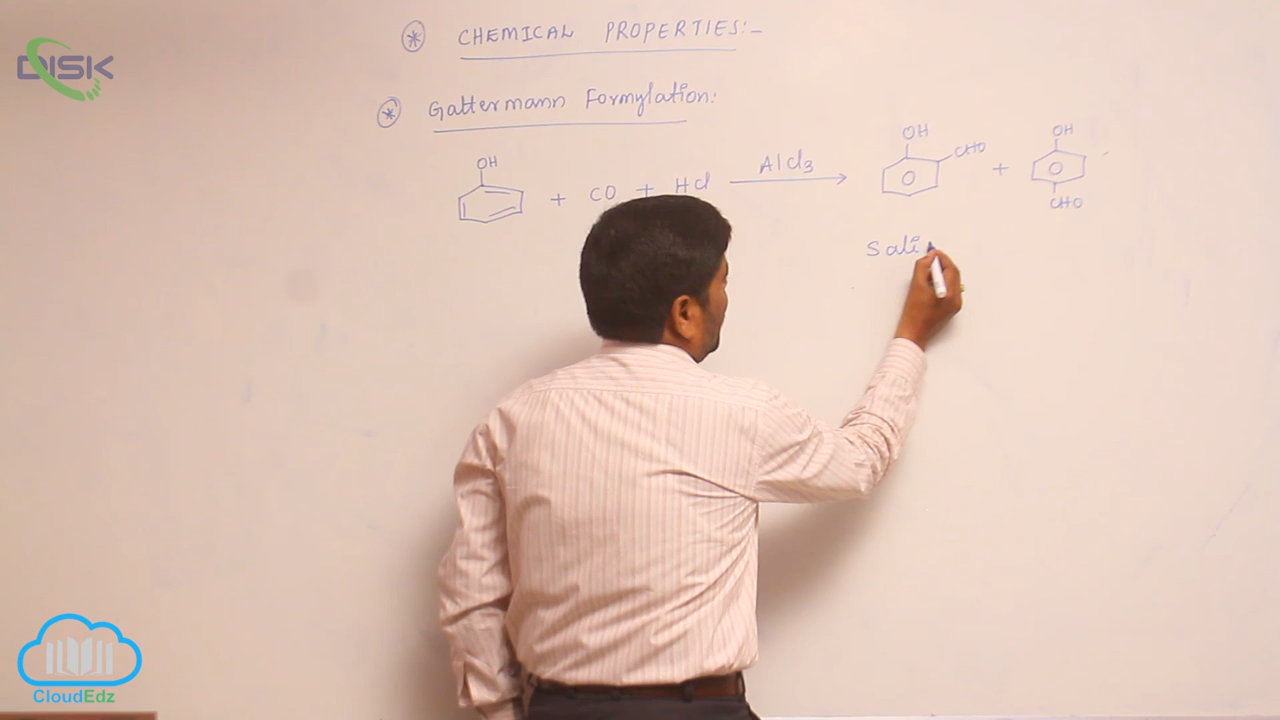 DISK
* CHEMICAL PROPERTIES:-
* Gattermann Formylation:
OH + CO + HCl AlCl3 → OH CHO + OH CHO
Sali
CloudEdz